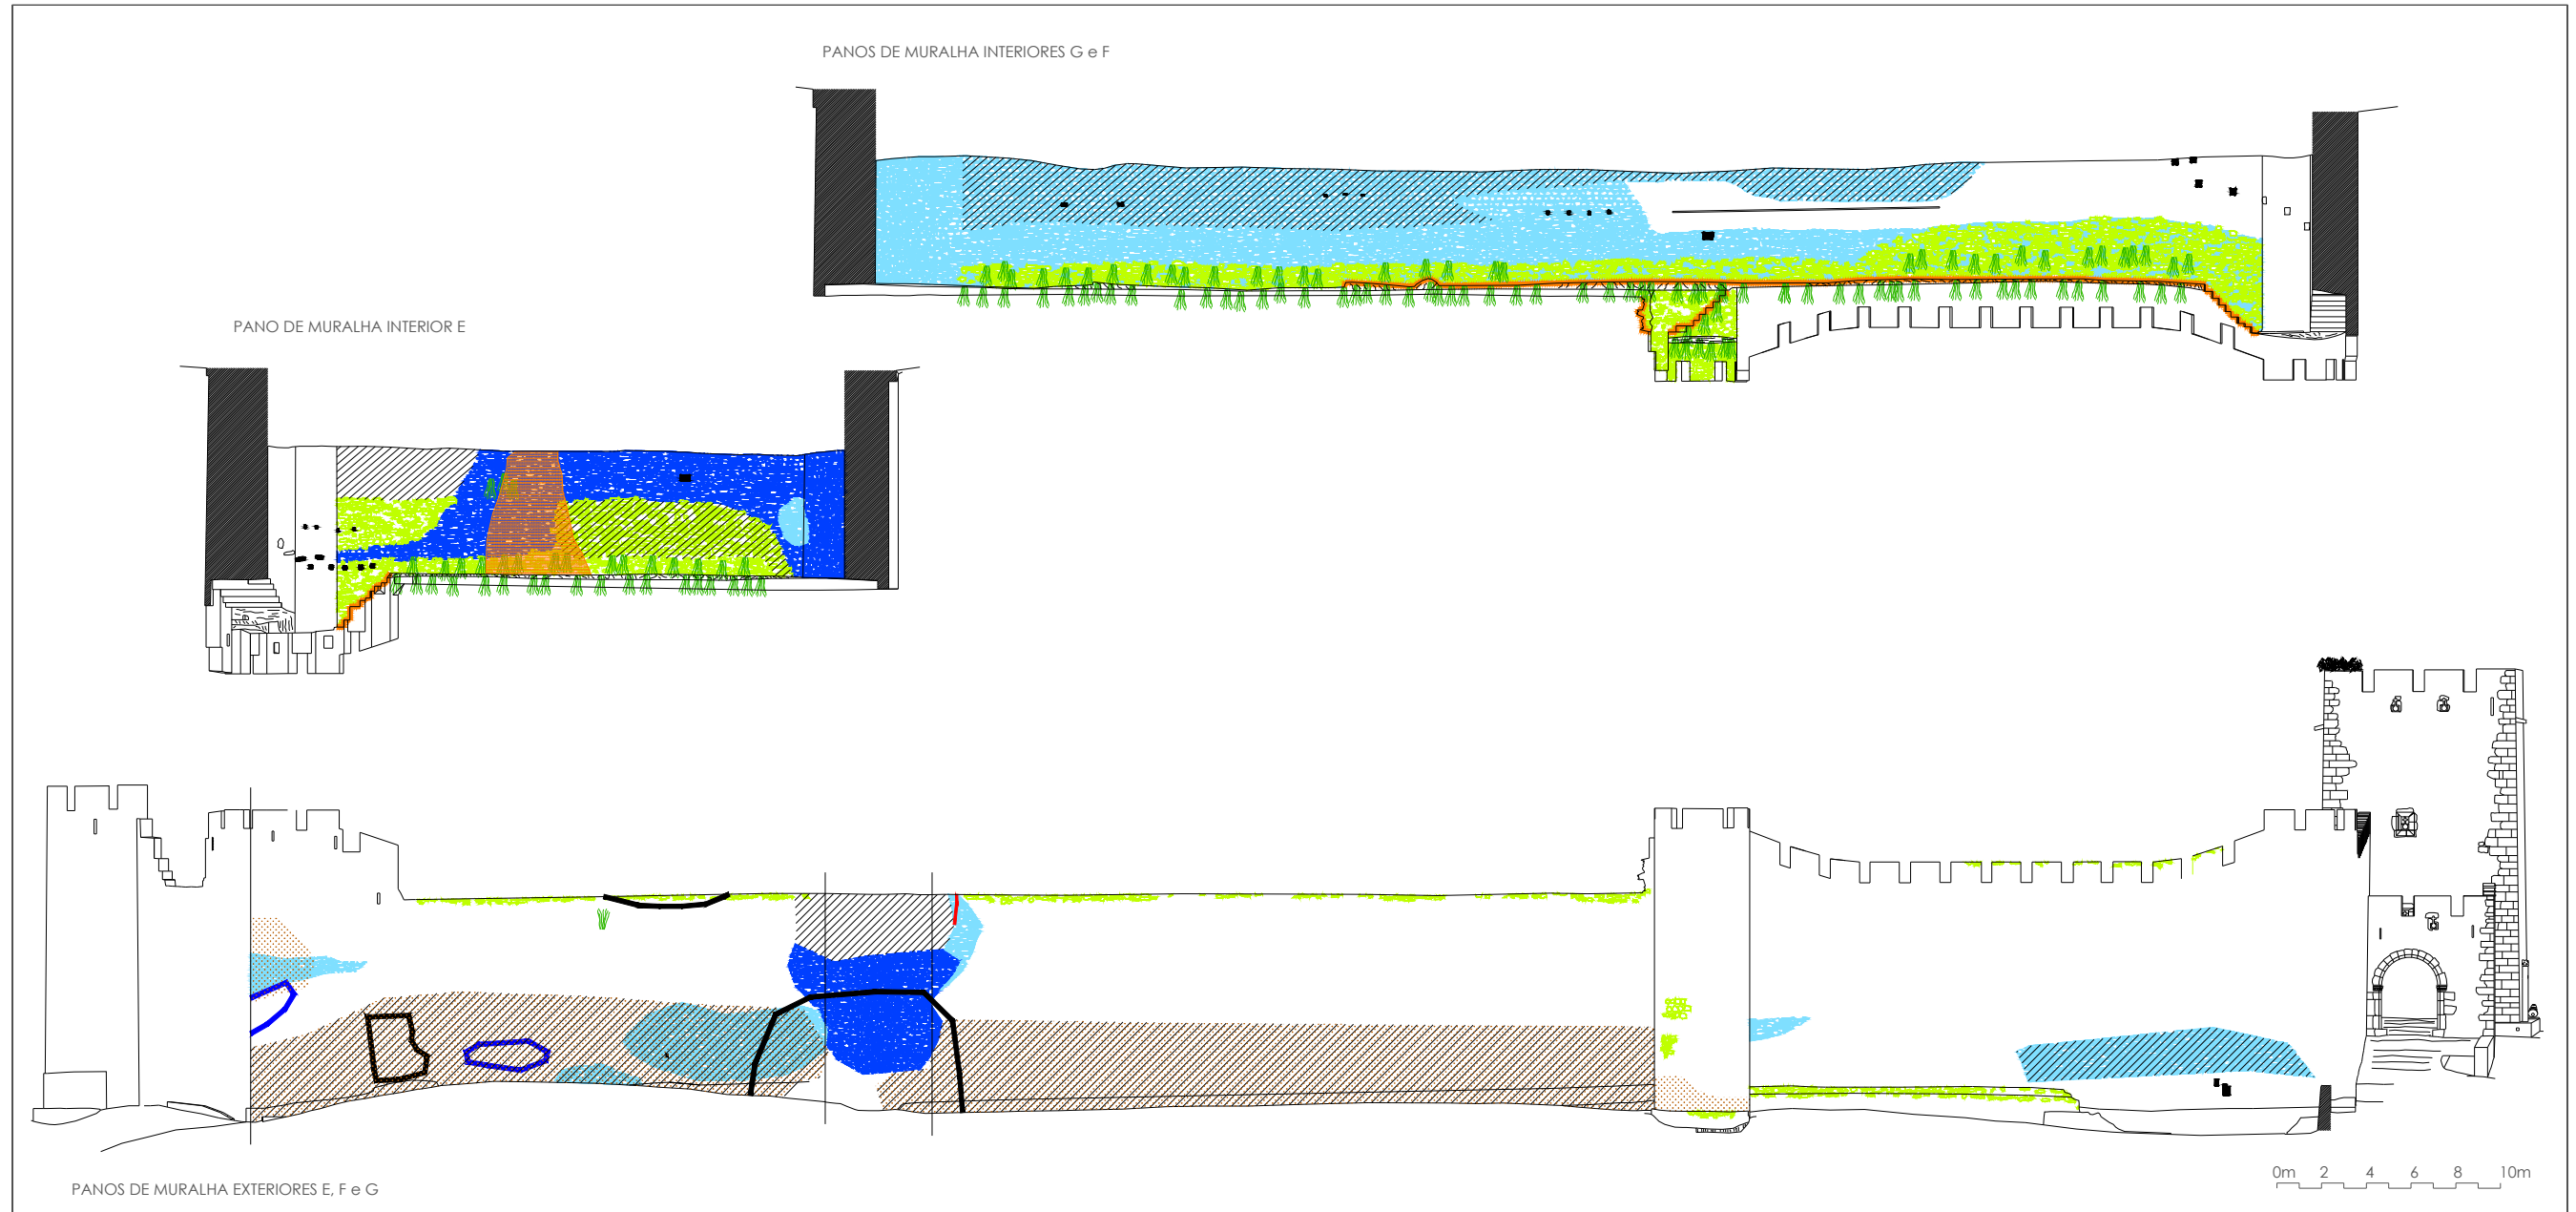 PANOS DE MURALHA INTERIORES G e F
PANO DE MURALHA INTERIOR E
PANOS DE MURALHA EXTERIORES E, F e G
0m 2 4 6 8 10m